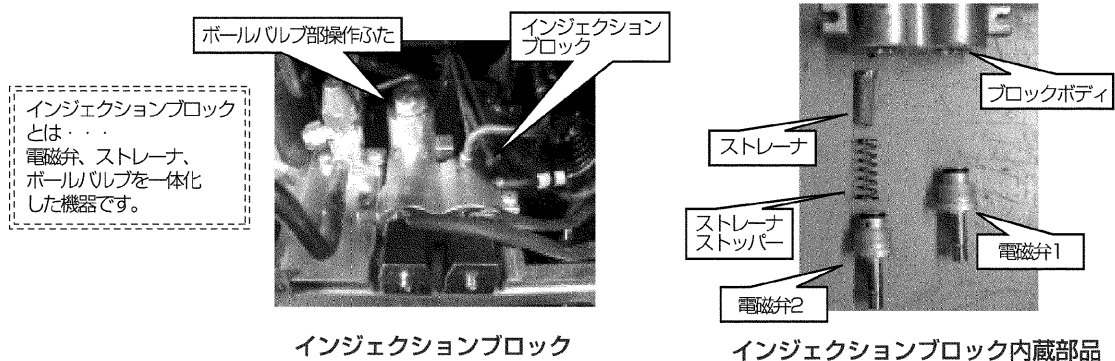 ボールバルブ部操作ふた
インジェクション
ブロック
インジェクションブロック
とは・・・
電磁弁、ストレーナ、
ボールバルブを一体化
した機器です。
インジェクションブロック
ブロックボディ
ストレーナ
ストレーナ
ストッパー
電磁弁1
電磁弁2
インジェクションブロック内蔵部品